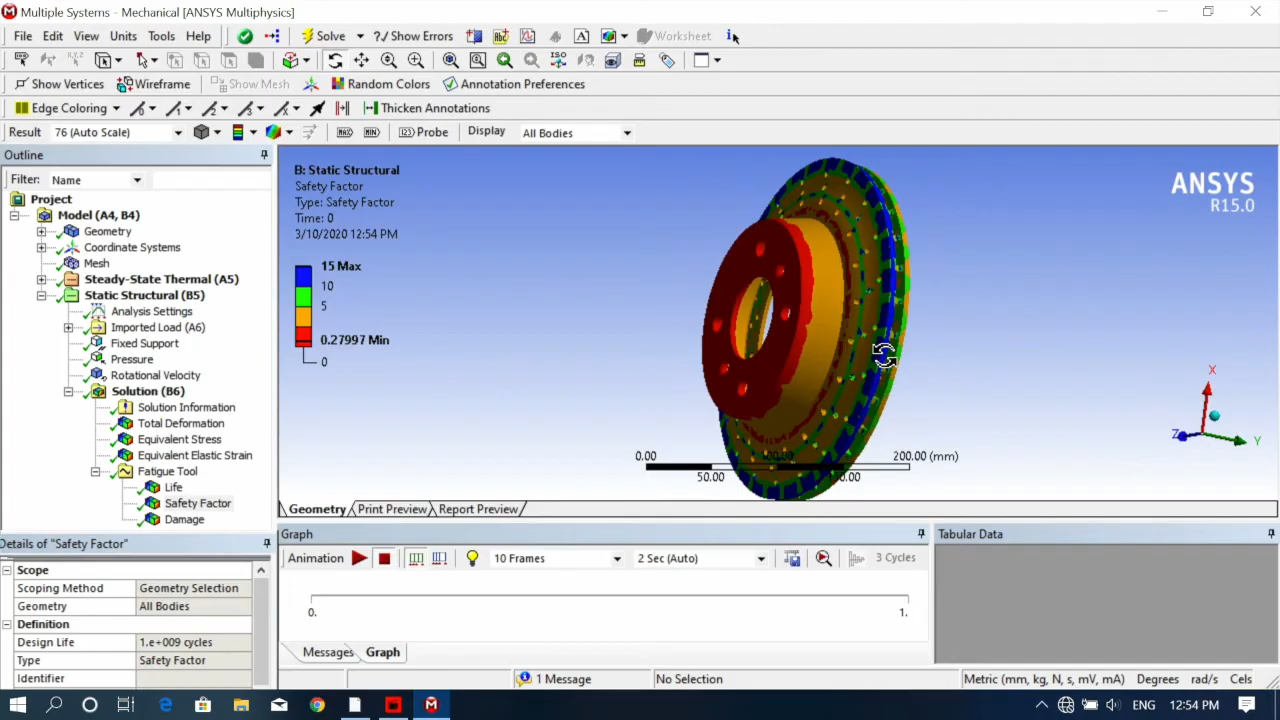 Multiple Systems - Mechanical [ANSYS Multiphysics]
File Edit View Units Tools Help Solve ?/ Show Errors A Worksheet
ISO
Show Vertices Wireframe Show Mesh Random Colors Annotation Preferences
Edge Coloring Thicken Annotations
Result 76 (Auto Scale) MAX MIN 123 Probe Display All Bodies
Outline
Filter: Name
Project
Model (A4, B4)
Geometry
Coordinate Systems
Mesh
Steady-State Thermal (A5)
Static Structural (B5)
Analysis Settings
Imported Load (A6)
Fixed Support
Pressure
Rotational Velocity
Solution (B6)
Solution Information
Total Deformation
Equivalent Stress
Equivalent Elastic Strain
Fatigue Tool
Life
Safety Factor
Damage
B: Static Structural
Safety Factor
Type: Safety Factor
Time: 0
3/10/2020 12:54 PM
15 Max
10
5
0.27997 Min
0
ANSYS
R15.0
X
Y
Z
0.00 100.00 200.00 (mm)
50.00 150.00
Geometry Print Preview Report Preview
Details of "Safety Factor"
Scope
Scoping Method Geometry Selection
Geometry All Bodies
Definition
Design Life 1.e+009 cycles
Type Safety Factor
Identifier
Graph
Animation 10 Frames 2 Sec (Auto) 3 Cycles
0. 1.
Messages Graph
Tabular Data
1 Message No Selection Metric (mm, kg, N, s, mV, mA) Degrees rad/s Cels
ENG 12:54 PM